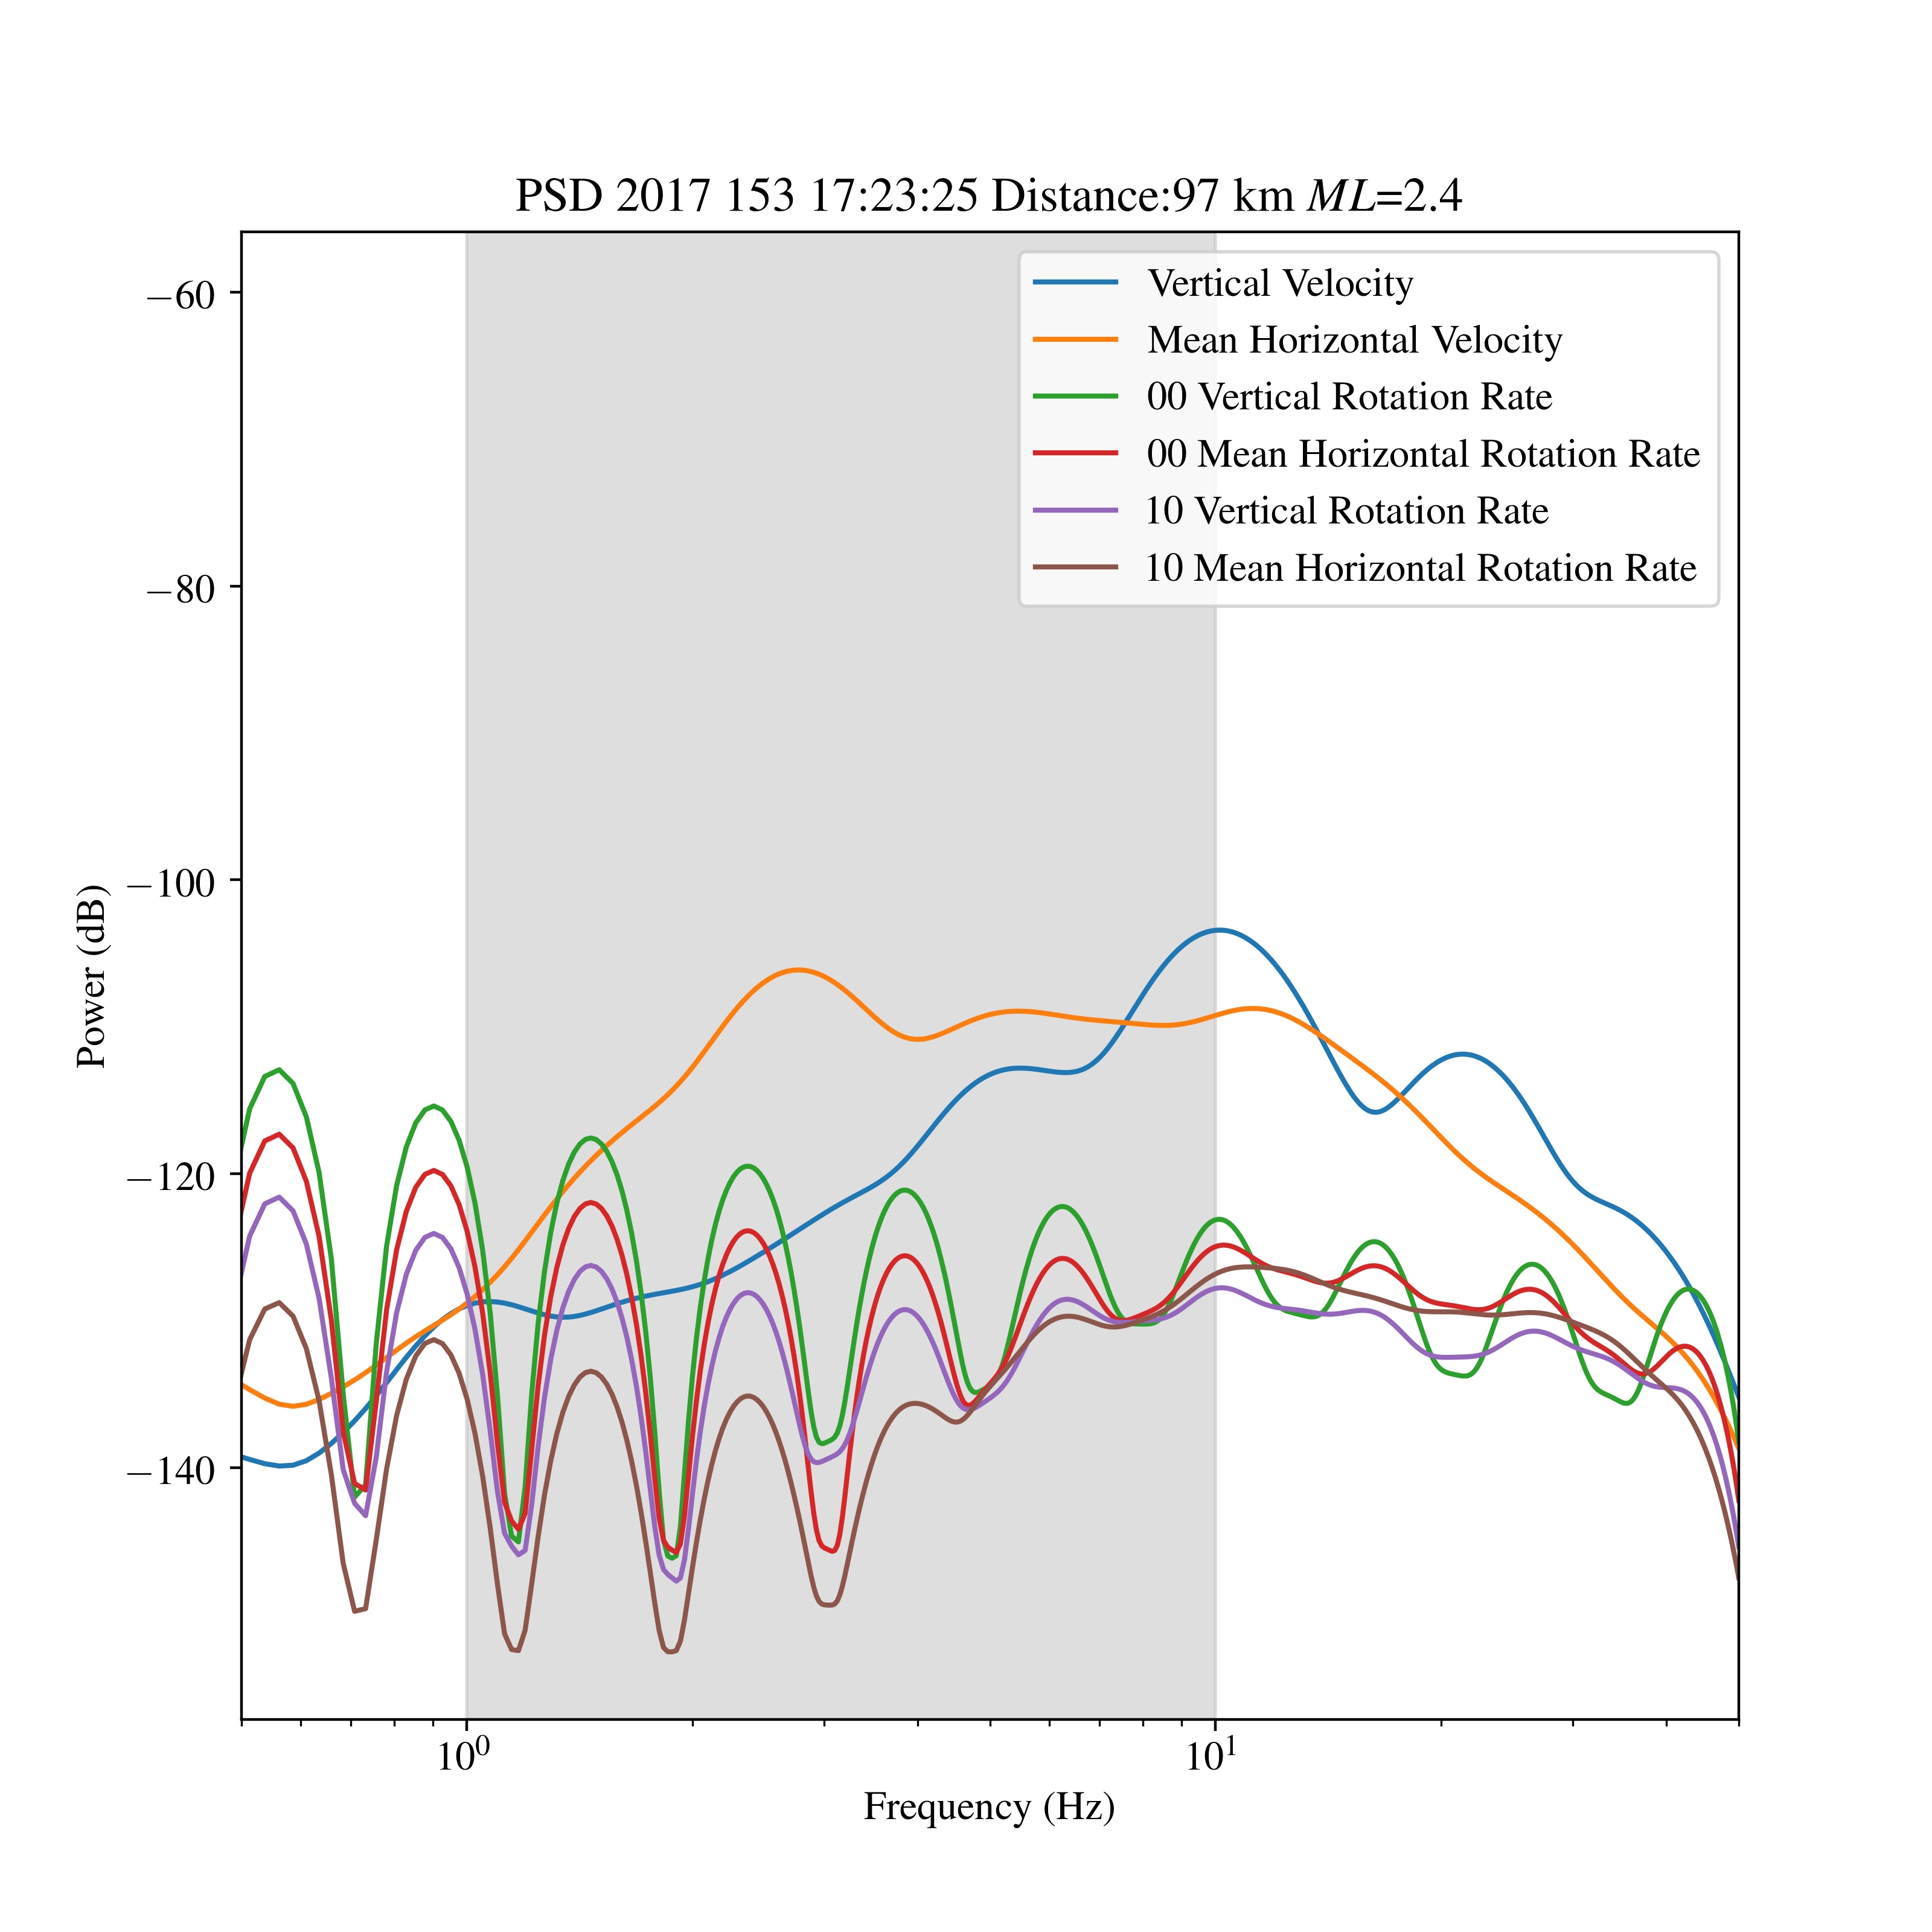 PSD 2017 153 17:23:25 Distance:97 km ML=2.4
Vertical Velocity
Mean Horizontal Velocity
00 Vertical Rotation Rate
00 Mean Horizontal Rotation Rate
10 Vertical Rotation Rate
10 Mean Horizontal Rotation Rate
−60
−80
−100
−120
−140
Power (dB)
10⁰
10¹
Frequency (Hz)